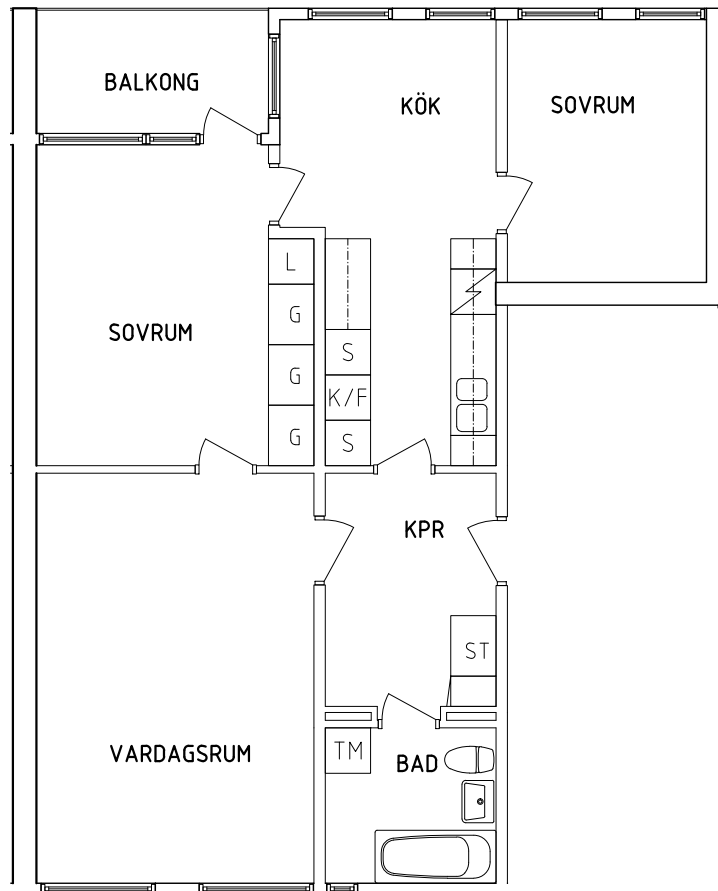 BALKONG
KÖK
SOVRUM
L
G
SOVRUM
S
G
K/F
G
S
KPR
ST
VARDAGSRUM
TM
BAD